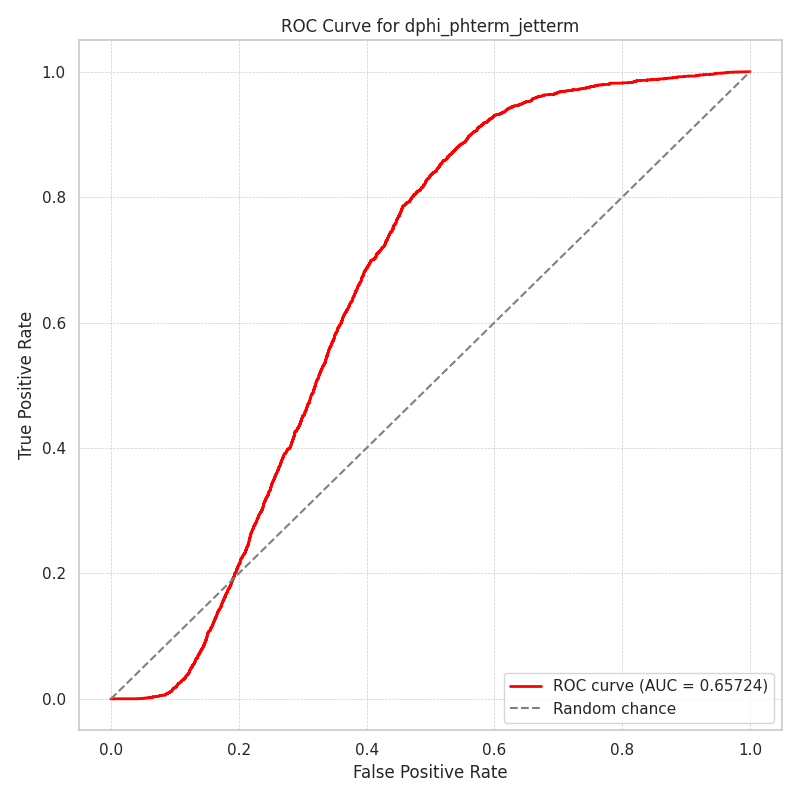 ROC Curve for dphi_phterm_jetterm
True Positive Rate
1.0
0.8
0.6
0.4
0.2
0.0
ROC curve (AUC = 0.65724)
Random chance
0.0 0.2 0.4 0.6 0.8 1.0
False Positive Rate